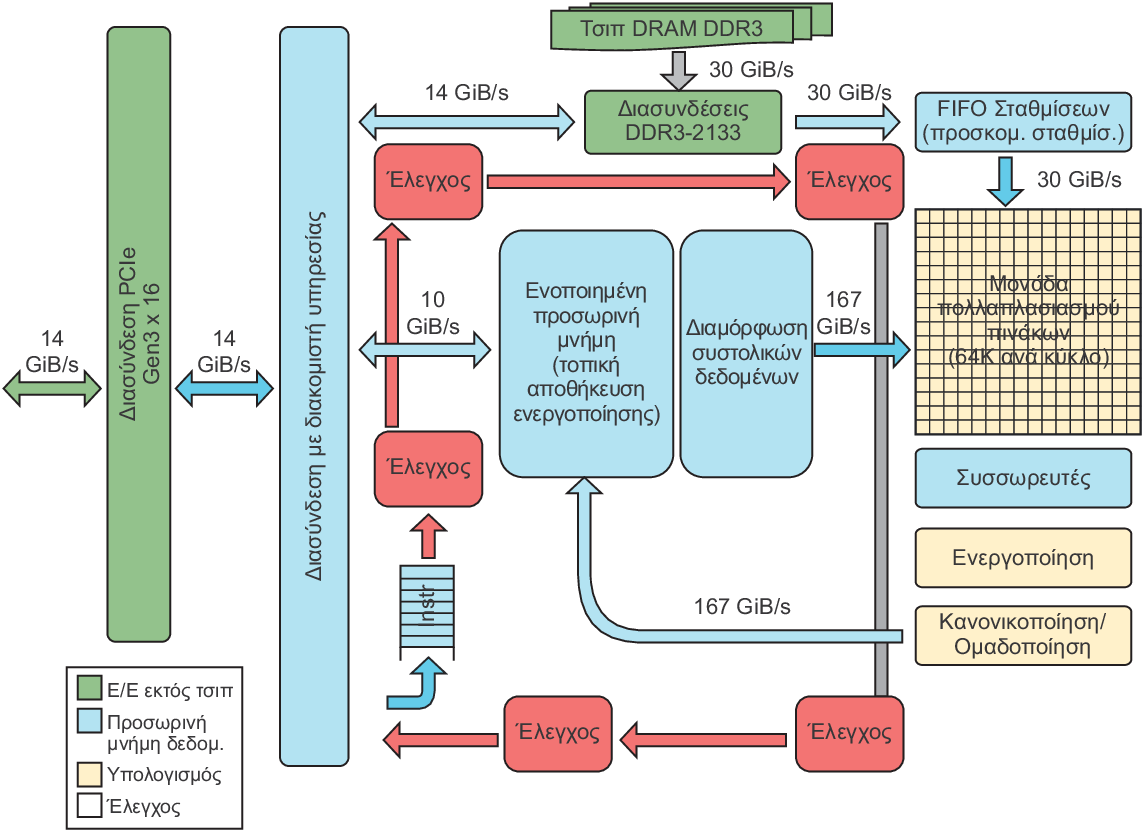 Τσιπ DRAM DDR3
30 GiB/s
14 GiB/s
Διασυνδέσεις
DDR3-2133
30 GiB/s
FIFO Σταθμίσεων
(προσκομ. σταθμίσ.)
30 GiB/s
Έλεγχος
Έλεγχος
Διασύνδεση PCIe
Gen3 x 16
Διασύνδεση με διακομιστή υπηρεσίας
14
GiB/s
14
GiB/s
10
GiB/s
Ενοποιημένη
προσωρινή
μνήμη
(τοπική
αποθήκευση
ενεργοποίησης)
Διαμόρφωση
συστολικών
δεδομένων
167
GiB/s
Μονάδα
πολλαπλασιασμού
πινάκων
(64K ανά κύκλο)
Έλεγχος
Συσσωρευτές
Ενεργοποίηση
Instr
167 GiB/s
Κανονικοποίηση/
Ομαδοποίηση
Έλεγχος
Έλεγχος
Ε/Ε εκτός τσιπ
Προσωρινή
μνήμη δεδομ.
Υπολογισμός
Έλεγχος